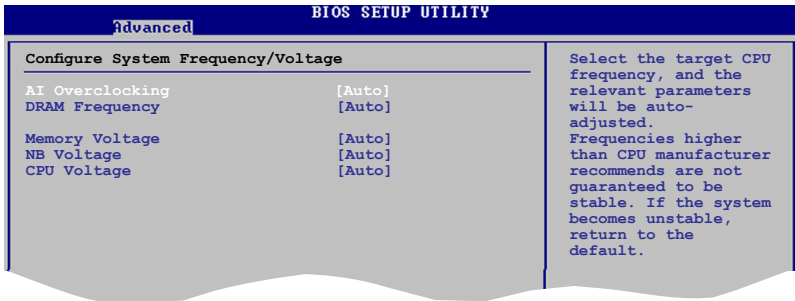 BIOS SETUP UTILITY
Advanced
Configure System Frequency/Voltage
AI Overclocking [Auto]
DRAM Frequency [Auto]
Memory Voltage [Auto]
NB Voltage [Auto]
CPU Voltage [Auto]
Select the target CPU
frequency, and the
relevant parameters
will be auto-
adjusted.
Frequencies higher
than CPU manufacturer
recommends are not
guaranteed to be
stable. If the system
becomes unstable,
return to the
default.